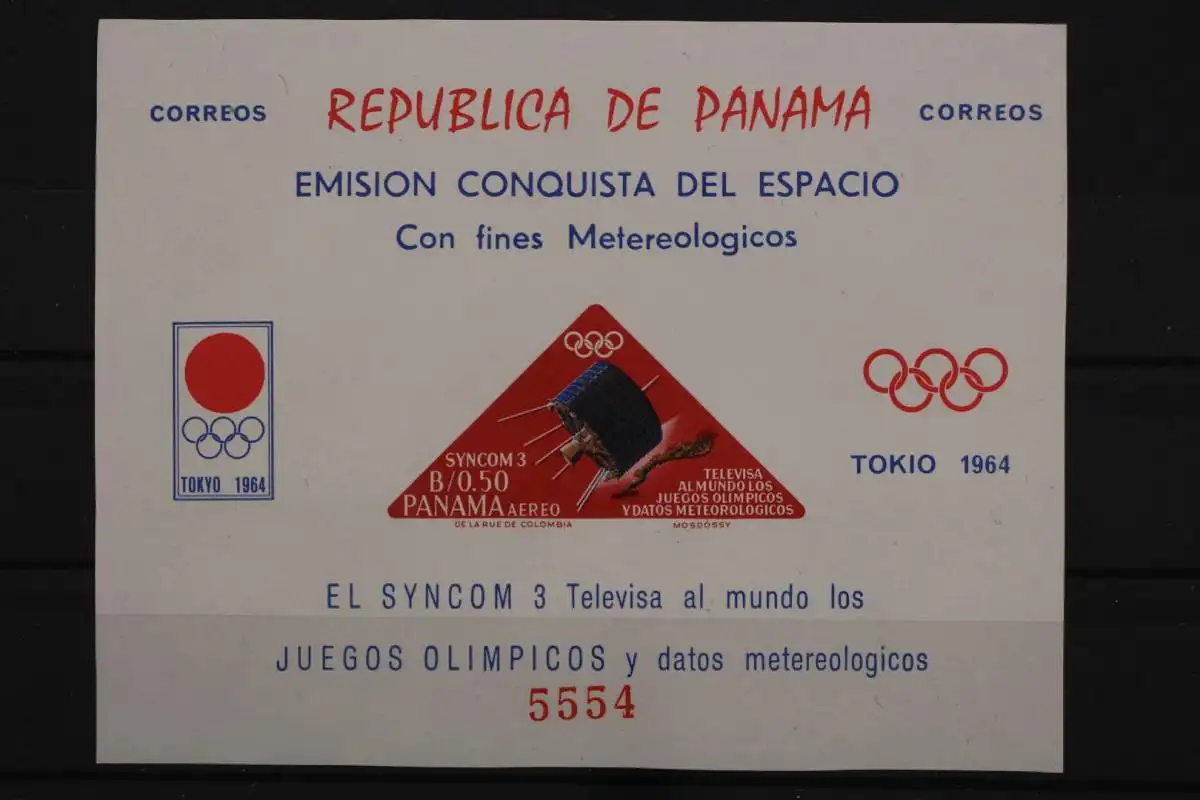 CORREOS REPUBLICA DE PANAMA CORREOS
EMISION CONQUISTA DEL ESPACIO
Con fines Metereologicos
TOKYO 1964
SYNCOM 3
B/0.50
PANAMA AEREO
TELEVISA
AL MUNDO LOS
JUEGOS OLIMPICOS
Y DATOS METEOROLOGICOS
DE LA RUE DE COLOMBIA MOSDÓSSY
TOKIO 1964
EL SYNCOM 3 Televisa al mundo los
JUEGOS OLIMPICOS y datos metereologicos
5554